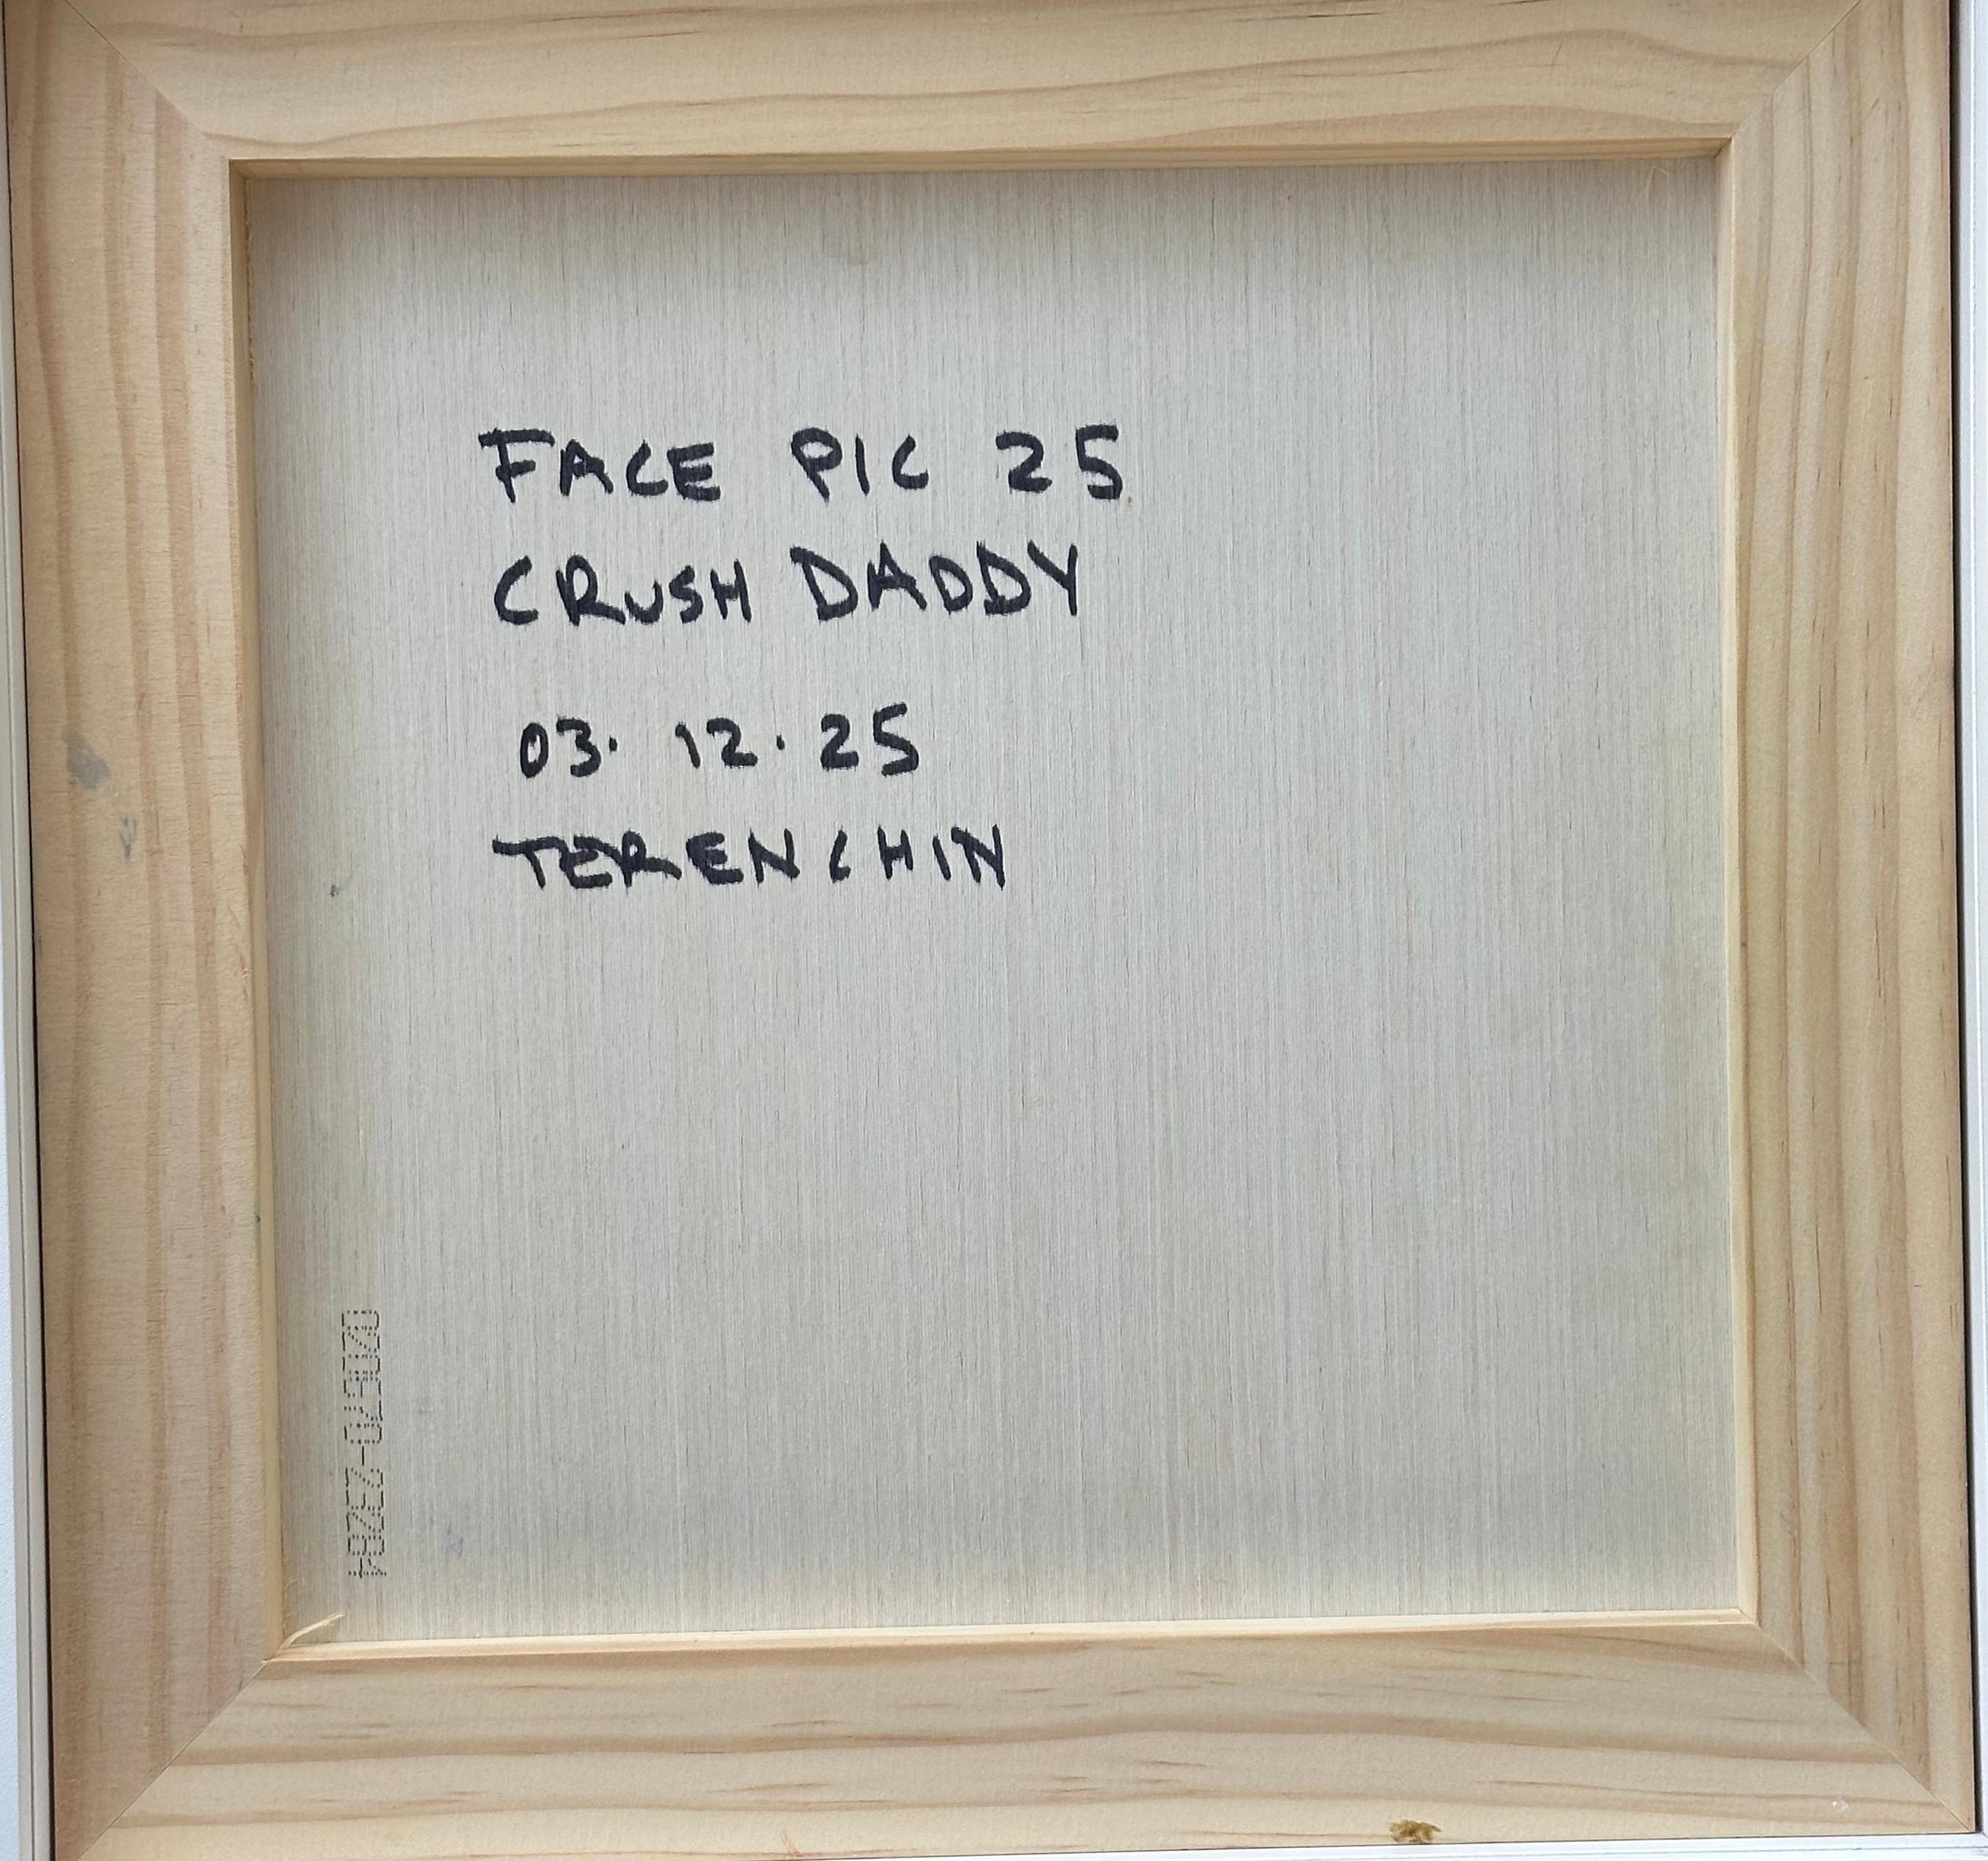 FACE PIC 25
CRUSH DADDY
03. 12. 25
TERENCHIN